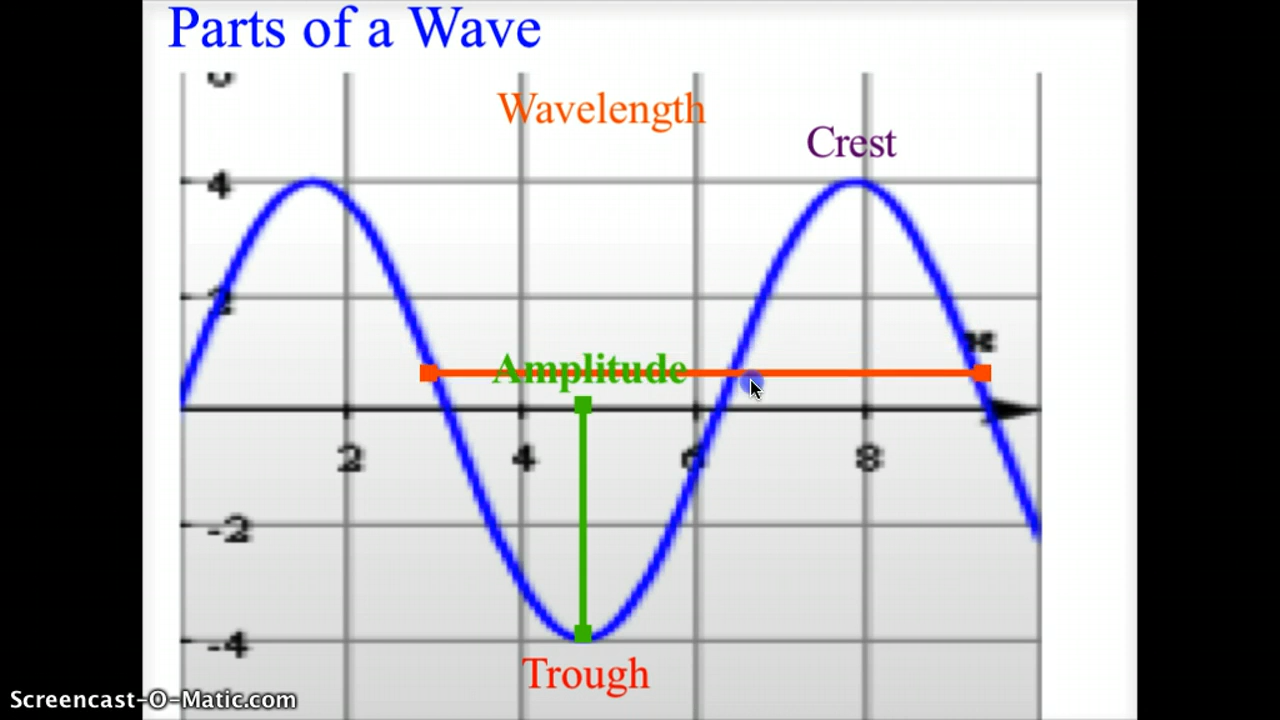 Parts of a Wave
Wavelength
Crest
4
2
x
Amplitude
2 4 6 8
-2
-4
Trough
Screencast-O-Matic.com